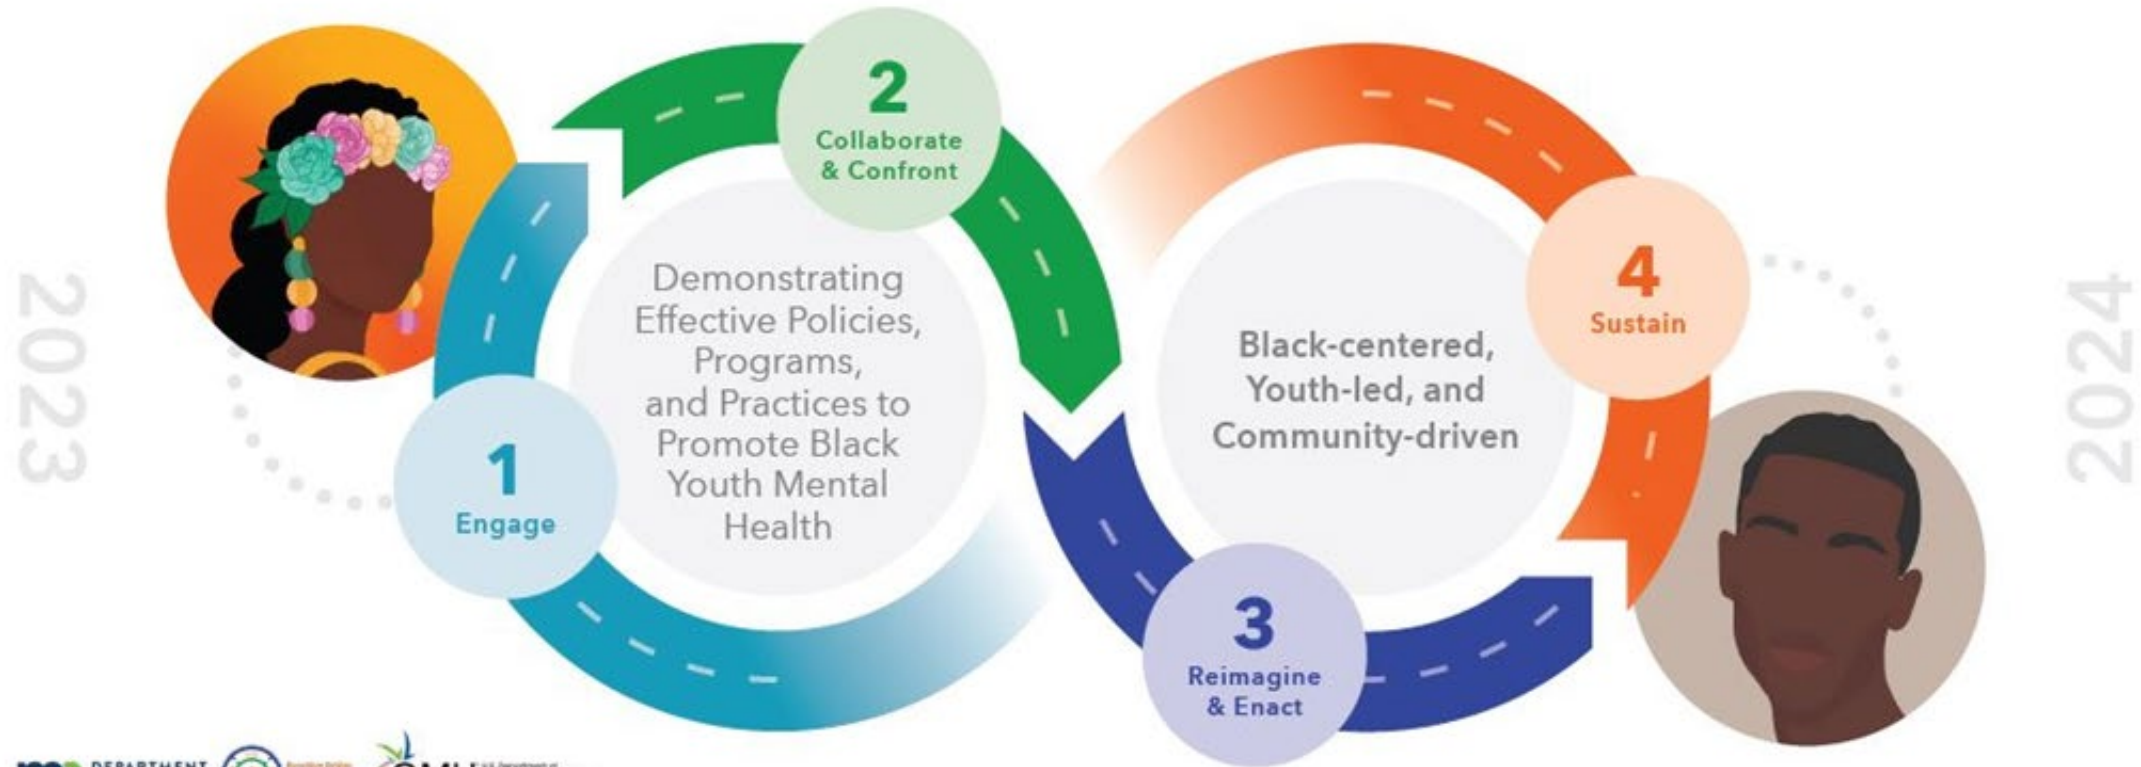 2023
1
Engage
2
Collaborate
& Confront
Demonstrating
Effective Policies,
Programs,
and Practices to
Promote Black
Youth Mental
Health
3
Reimagine
& Enact
Black-centered,
Youth-led, and
Community-driven
4
Sustain
2024
DEPARTMENT